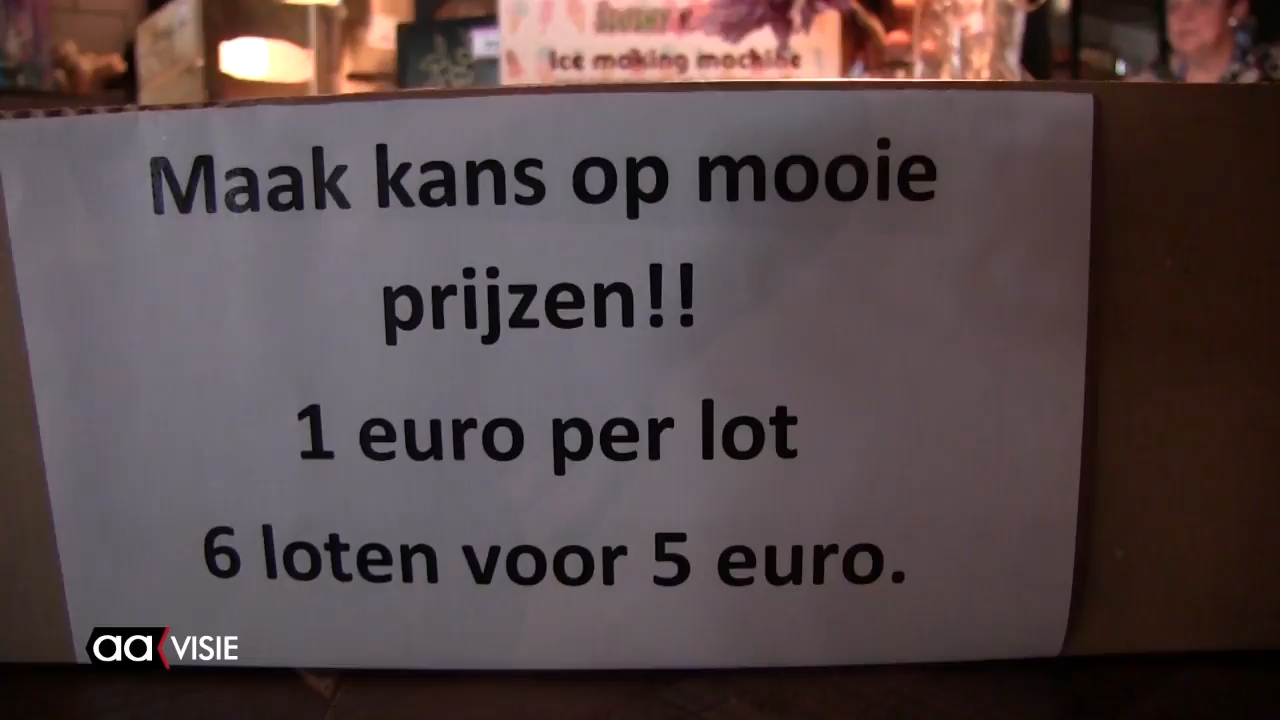 Ice making machine
Maak kans op mooie
prijzen!!
1 euro per lot
6 loten voor 5 euro.
aa VISIE